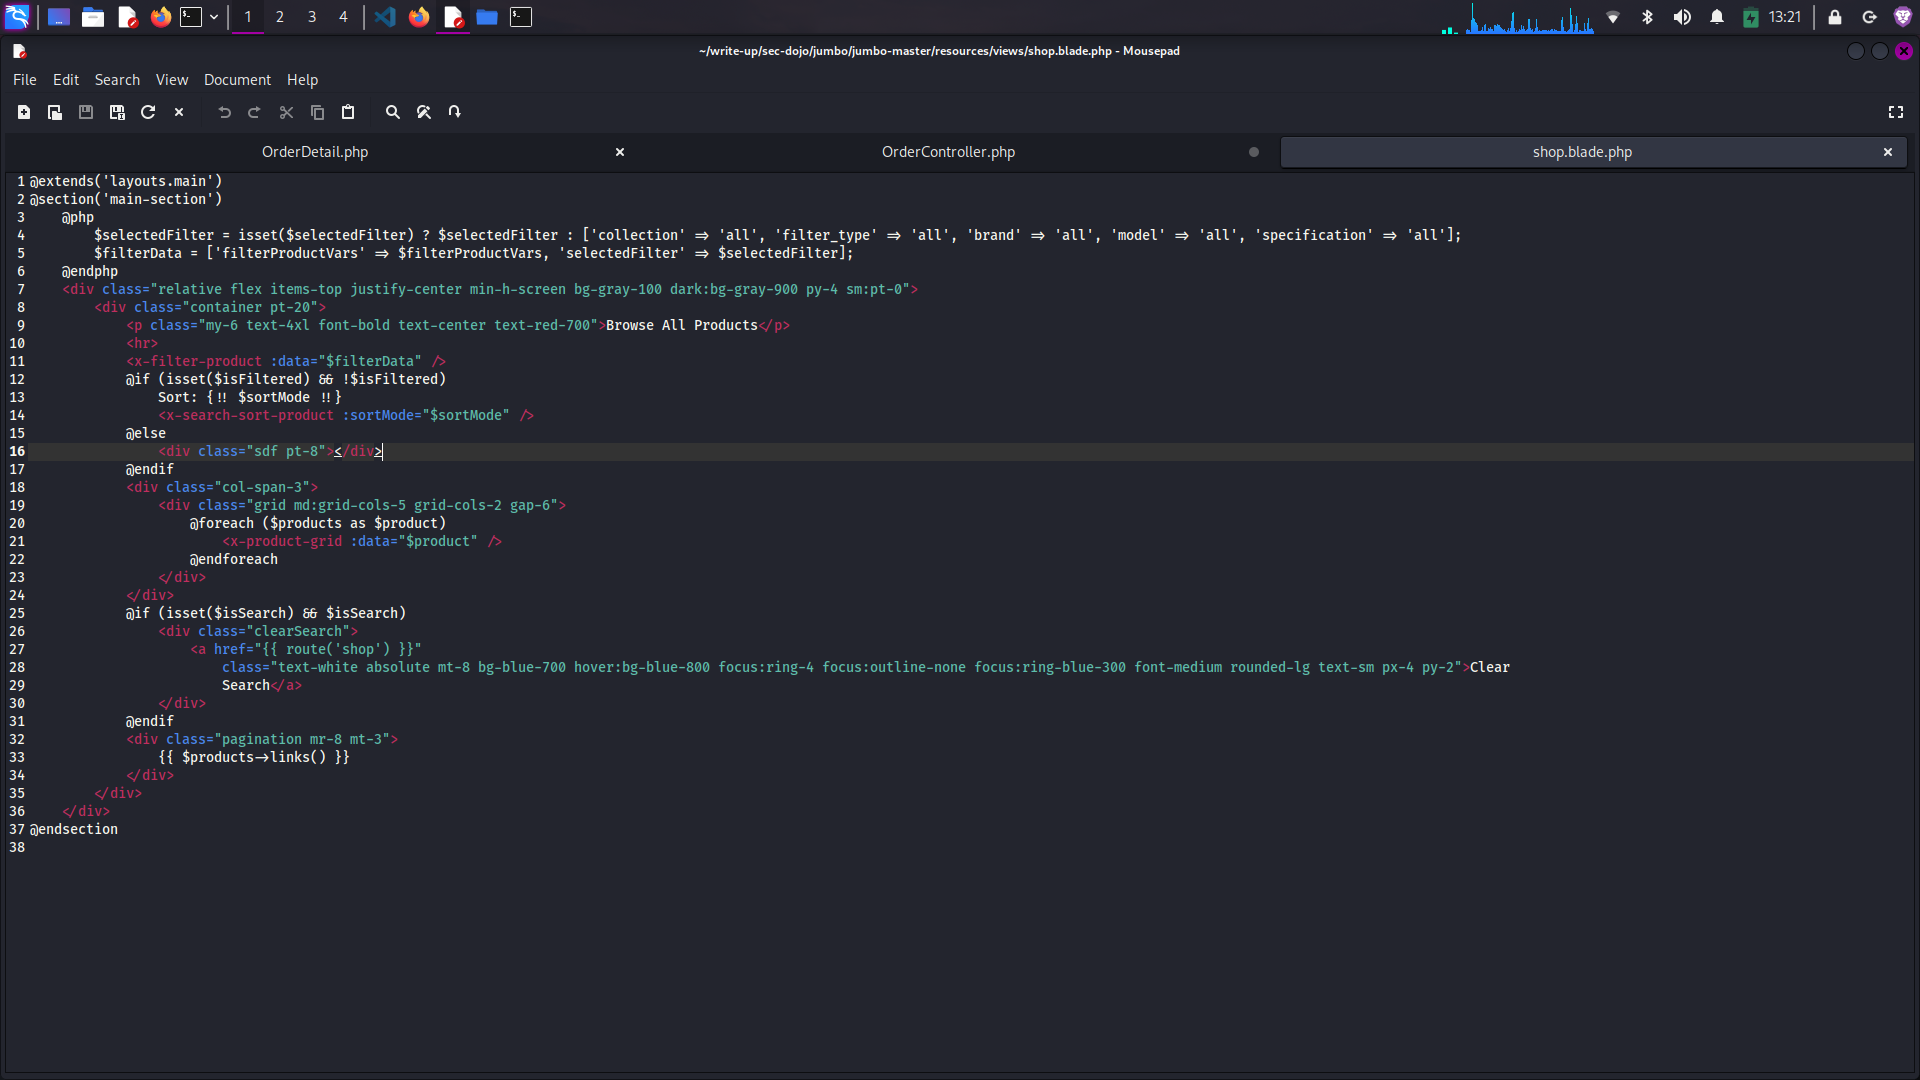 1 2 3 4 13:21
~/write-up/sec-dojo/jumbo/jumbo-master/resources/views/shop.blade.php - Mousepad
File Edit Search View Document Help
OrderDetail.php OrderController.php shop.blade.php
1 @extends('layouts.main')
2 @section('main-section')
3 @php
4 $selectedFilter = isset($selectedFilter) ? $selectedFilter : ['collection' => 'all', 'filter_type' => 'all', 'brand' => 'all', 'model' => 'all', 'specification' => 'all'];
5 $filterData = ['filterProductVars' => $filterProductVars, 'selectedFilter' => $selectedFilter];
6 @endphp
7 <div class="relative flex items-top justify-center min-h-screen bg-gray-100 dark:bg-gray-900 py-4 sm:pt-0">
8 <div class="container pt-20">
9 <p class="my-6 text-4xl font-bold text-center text-red-700">Browse All Products</p>
10 <hr>
11 <x-filter-product :data="$filterData" />
12 @if (isset($isFiltered) && !$isFiltered)
13 Sort: {!! $sortMode !!}
14 <x-search-sort-product :sortMode="$sortMode" />
15 @else
16 <div class="sdf pt-8"></div>
17 @endif
18 <div class="col-span-3">
19 <div class="grid md:grid-cols-5 grid-cols-2 gap-6">
20 @foreach ($products as $product)
21 <x-product-grid :data="$product" />
22 @endforeach
23 </div>
24 </div>
25 @if (isset($isSearch) && $isSearch)
26 <div class="clearSearch">
27 <a href="{{ route('shop') }}"
28 class="text-white absolute mt-8 bg-blue-700 hover:bg-blue-800 focus:ring-4 focus:outline-none focus:ring-blue-300 font-medium rounded-lg text-sm px-4 py-2">Clear
29 Search</a>
30 </div>
31 @endif
32 <div class="pagination mr-8 mt-3">
33 {{ $products->links() }}
34 </div>
35 </div>
36 </div>
37 @endsection
38